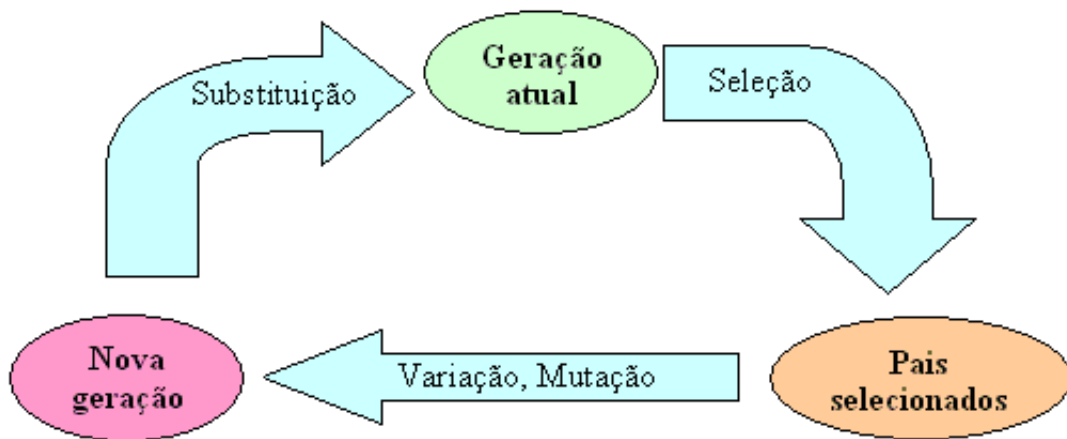 Substituição
Geração
atual
Seleção
Nova
geração
Variação, Mutação
Pais
selecionados